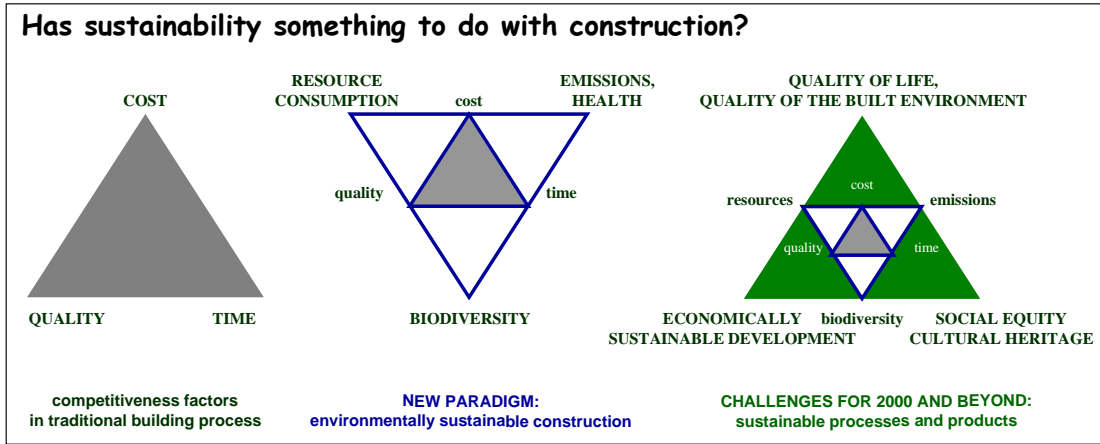 Has sustainability something to do with construction?
COST
QUALITY
TIME
competitiveness factors
in traditional building process
RESOURCE
CONSUMPTION
cost
EMISSIONS,
HEALTH
quality
time
BIODIVERSITY
NEW PARADIGM:
environmentally sustainable construction
QUALITY OF LIFE,
QUALITY OF THE BUILT ENVIRONMENT
cost
resources
emissions
quality
time
ECONOMICALLY
SUSTAINABLE DEVELOPMENT
biodiversity
SOCIAL EQUITY
CULTURAL HERITAGE
CHALLENGES FOR 2000 AND BEYOND:
sustainable processes and products